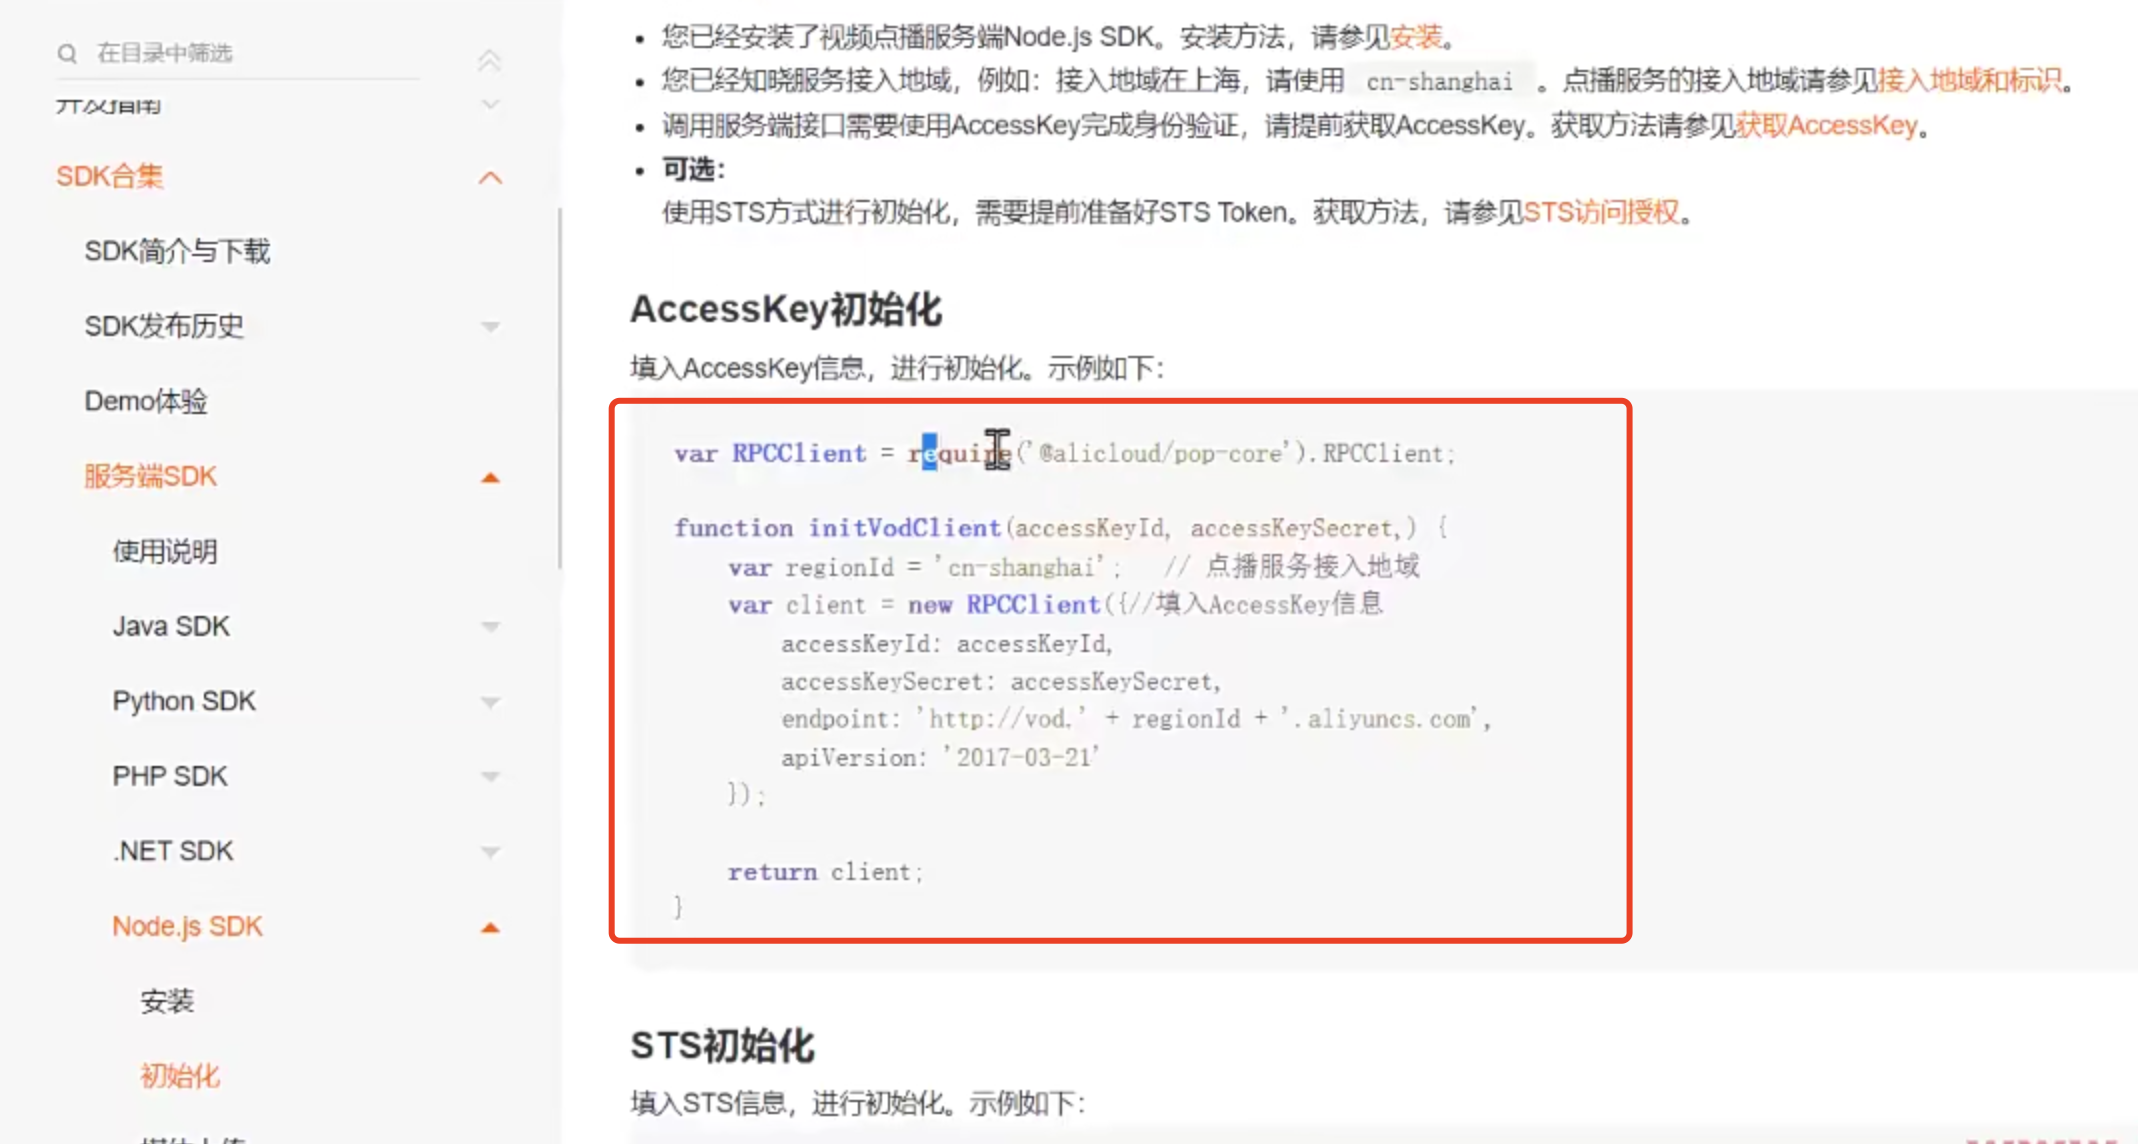 在目录中筛选
开发指南
SDK合集
SDK简介与下载
SDK发布历史
Demo体验
服务端SDK
使用说明
Java SDK
Python SDK
PHP SDK
.NET SDK
Node.js SDK
安装
初始化
媒体上传
您已经安装了视频点播服务端Node.js SDK。安装方法，请参见安装。
您已经知晓服务接入地域，例如：接入地域在上海，请使用 cn-shanghai 。点播服务的接入地域请参见接入地域和标识。
调用服务端接口需要使用AccessKey完成身份验证，请提前获取AccessKey。获取方法请参见获取AccessKey。
可选：
使用STS方式进行初始化，需要提前准备好STS Token。获取方法，请参见STS访问授权。
AccessKey初始化
填入AccessKey信息，进行初始化。示例如下：
var RPCClient = require('@alicloud/pop-core').RPCClient;
function initVodClient(accessKeyId, accessKeySecret,) {
var regionId = 'cn-shanghai';   // 点播服务接入地域
var client = new RPCClient({//填入AccessKey信息
accessKeyId: accessKeyId,
accessKeySecret: accessKeySecret,
endpoint: 'http://vod.' + regionId + '.aliyuncs.com',
apiVersion: '2017-03-21'
});
return client;
}
STS初始化
填入STS信息，进行初始化。示例如下：